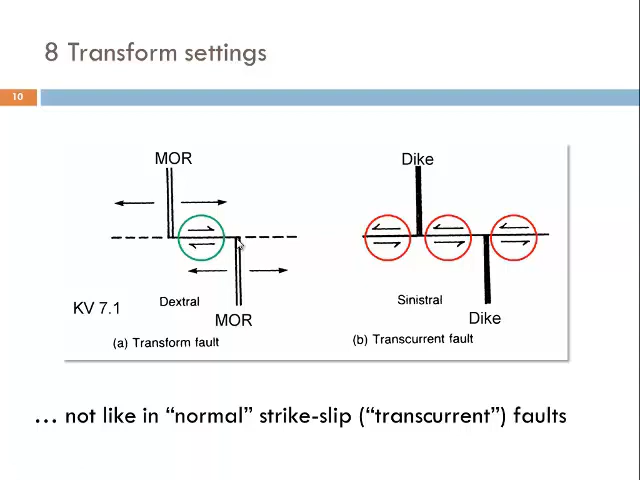 8 Transform settings
10
MOR
Dike
KV 7.1
Dextral
MOR
Sinistral
Dike
(a) Transform fault
(b) Transcurrent fault
… not like in “normal” strike-slip (“transcurrent”) faults